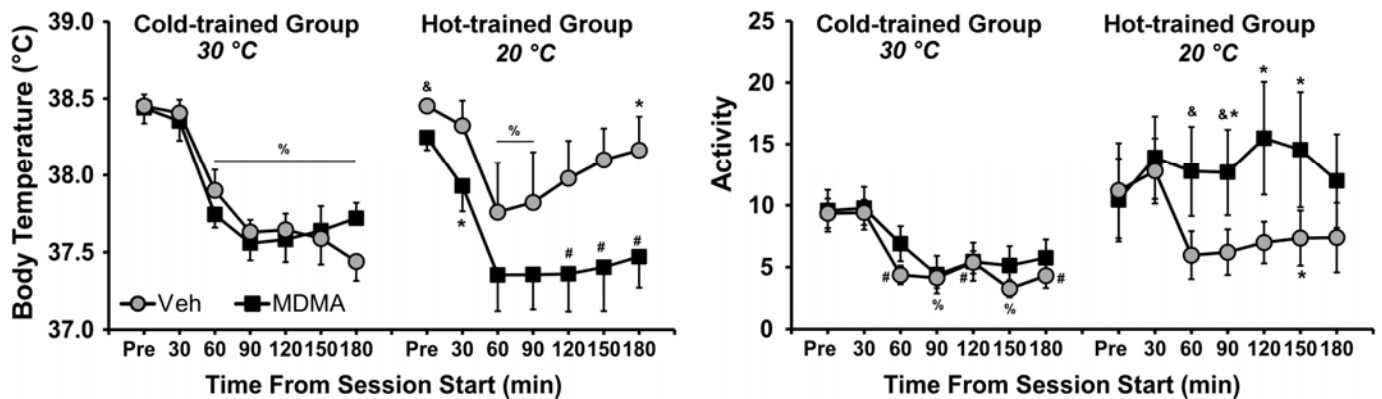 Cold-trained Group
30 °C
Hot-trained Group
20 °C
Body Temperature (°C)
39.0
38.5
38.0
37.5
37.0
%
&
%
*
*
#
#
#
Veh
MDMA
Pre 30 60 90 120 150 180
Pre 30 60 90 120 150 180
Time From Session Start (min)
Cold-trained Group
30 °C
Hot-trained Group
20 °C
Activity
25
20
15
10
5
0
#
%
#
%
#
&
&*
*
*
*
Pre 30 60 90 120 150 180
Pre 30 60 90 120 150 180
Time From Session Start (min)